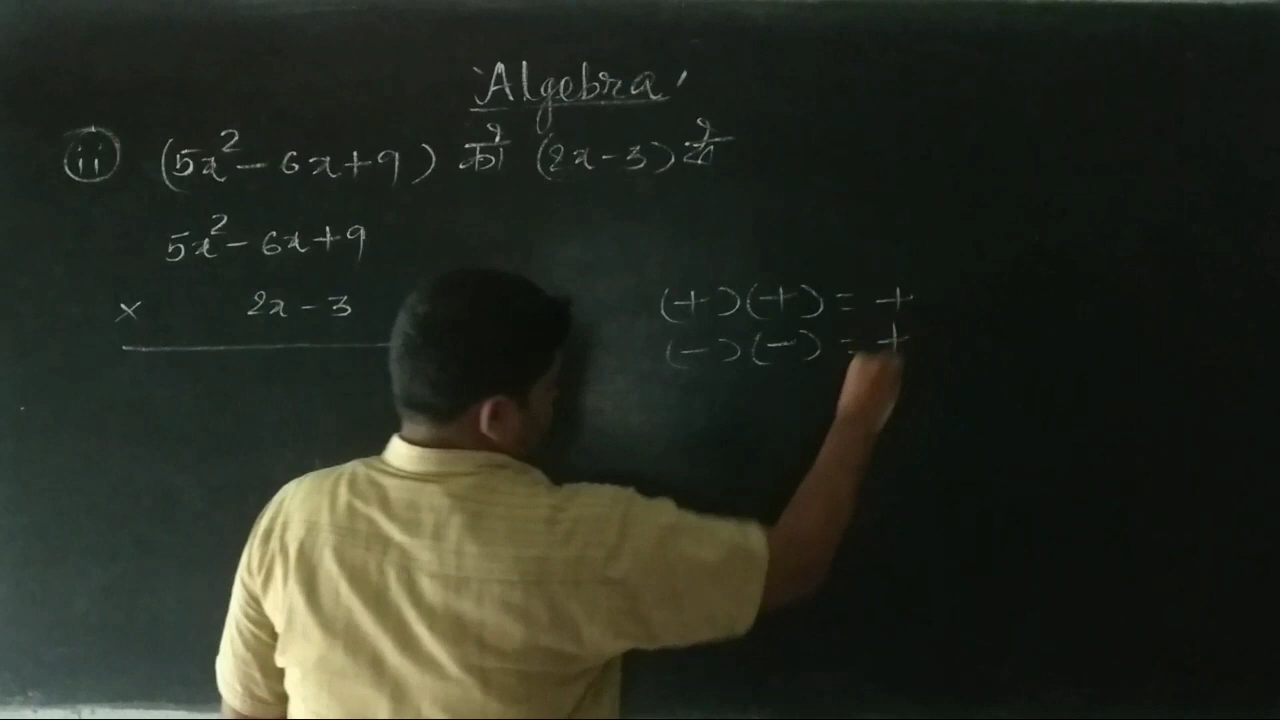 'Algebra'
(ii) (5x² - 6x + 9) को (2x - 3) से
5x² - 6x + 9
× 2x - 3
(+) (+) = +
(-) (-) = +